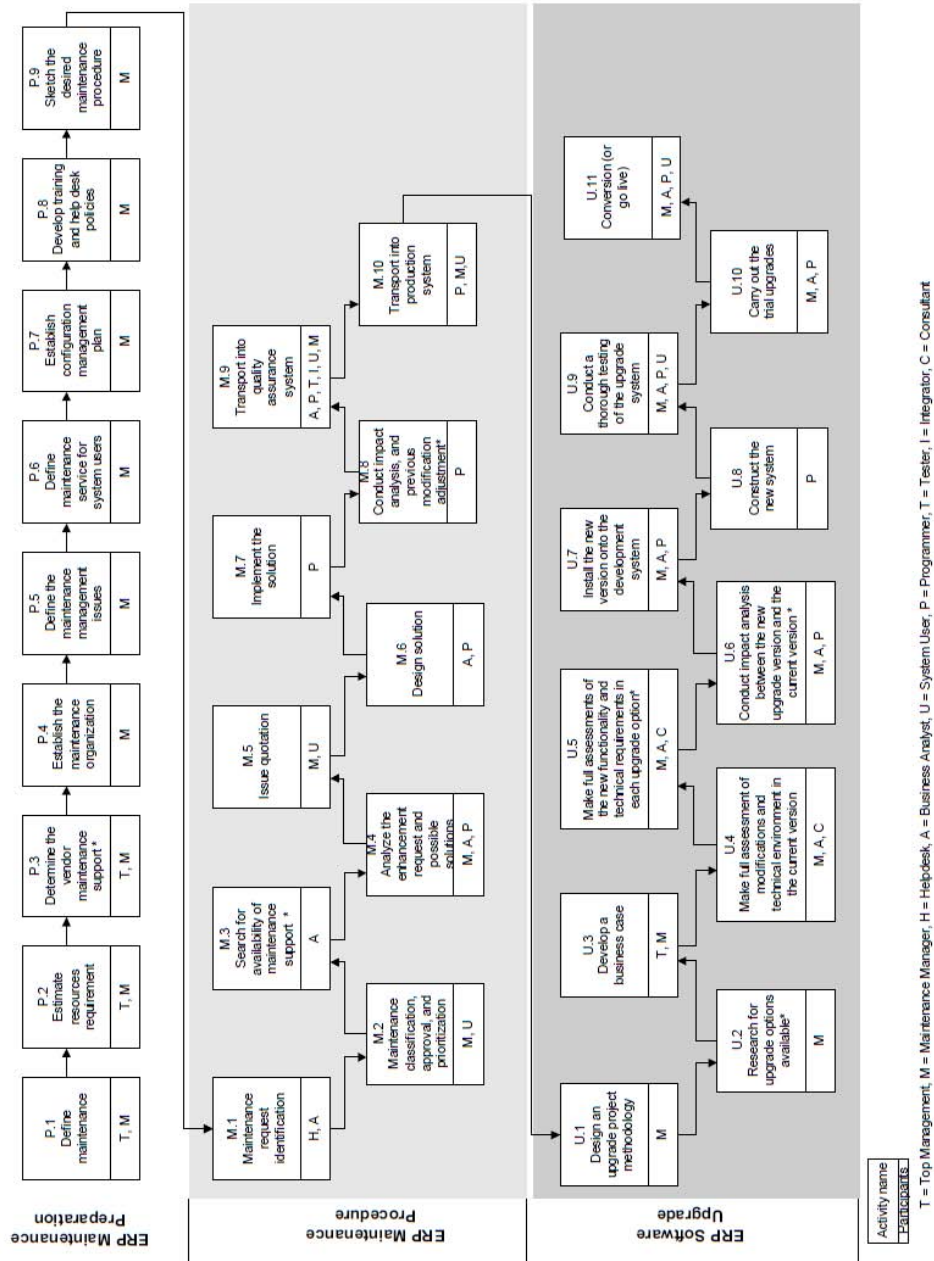 ERP Maintenance
Preparation
P.1
Define
maintenance
T, M
P.2
Estimate
resources
requirement
T, M
P.3
Determine the
vendor
maintenance
support *
T, M
P.4
Establish the
maintenance
organization
M
P.5
Define the
maintenance
management
issues
M
P.6
Define
maintenance
service for
system users
M
P.7
Establish
configuration
management
plan
M
P.8
Develop training
and help desk
policies
M
P.9
Sketch the
desired
maintenance
procedure
M
ERP Maintenance
Procedure
M.1
Maintenance
request
identification
H, A
M.2
Maintenance
classification,
approval, and
prioritization
M, U
M.3
Search for
availability of
maintenance
support *
A
M.4
Analyze the
enhancement
request and
possible
solutions
M, A, P
M.5
Issue quotation
M, U
M.6
Design solution
A, P
M.7
Implement the
solution
P
M.8
Conduct impact
analysis, and
previous
modification
adjustment*
P
M.9
Transport into
quality
assurance
system
A, P, T, I, U, M
M.10
Transport into
production
system
P, M,U
ERP Software
Upgrade
U.1
Design an
upgrade project
methodology
M
U.2
Research for
upgrade options
available*
M
U.3
Develop a
business case
T, M
U.4
Make full assessment of
modifications and
technical environment in
the current version
M, A, C
U.5
Make full assessments of
the new functionality and
technical requirements in
each upgrade option*
M, A, C
U.6
Conduct impact analysis
between the new
upgrade version and the
current version *
M, A, P
U.7
Install the new
version onto the
development
system
M, A, P
U.8
Construct the
new system
P
U.9
Conduct a
thorough testing
of the upgrade
system
M, A, P, U
U.10
Carry out the
trial upgrades
M, A, P
U.11
Conversion (or
go live)
M, A, P, U
Activity name
Participants
T = Top Management, M = Maintenance Manager, H = Helpdesk, A = Business Analyst, U = System User, P = Programmer, T = Tester, I = Integrator, C = Consultant